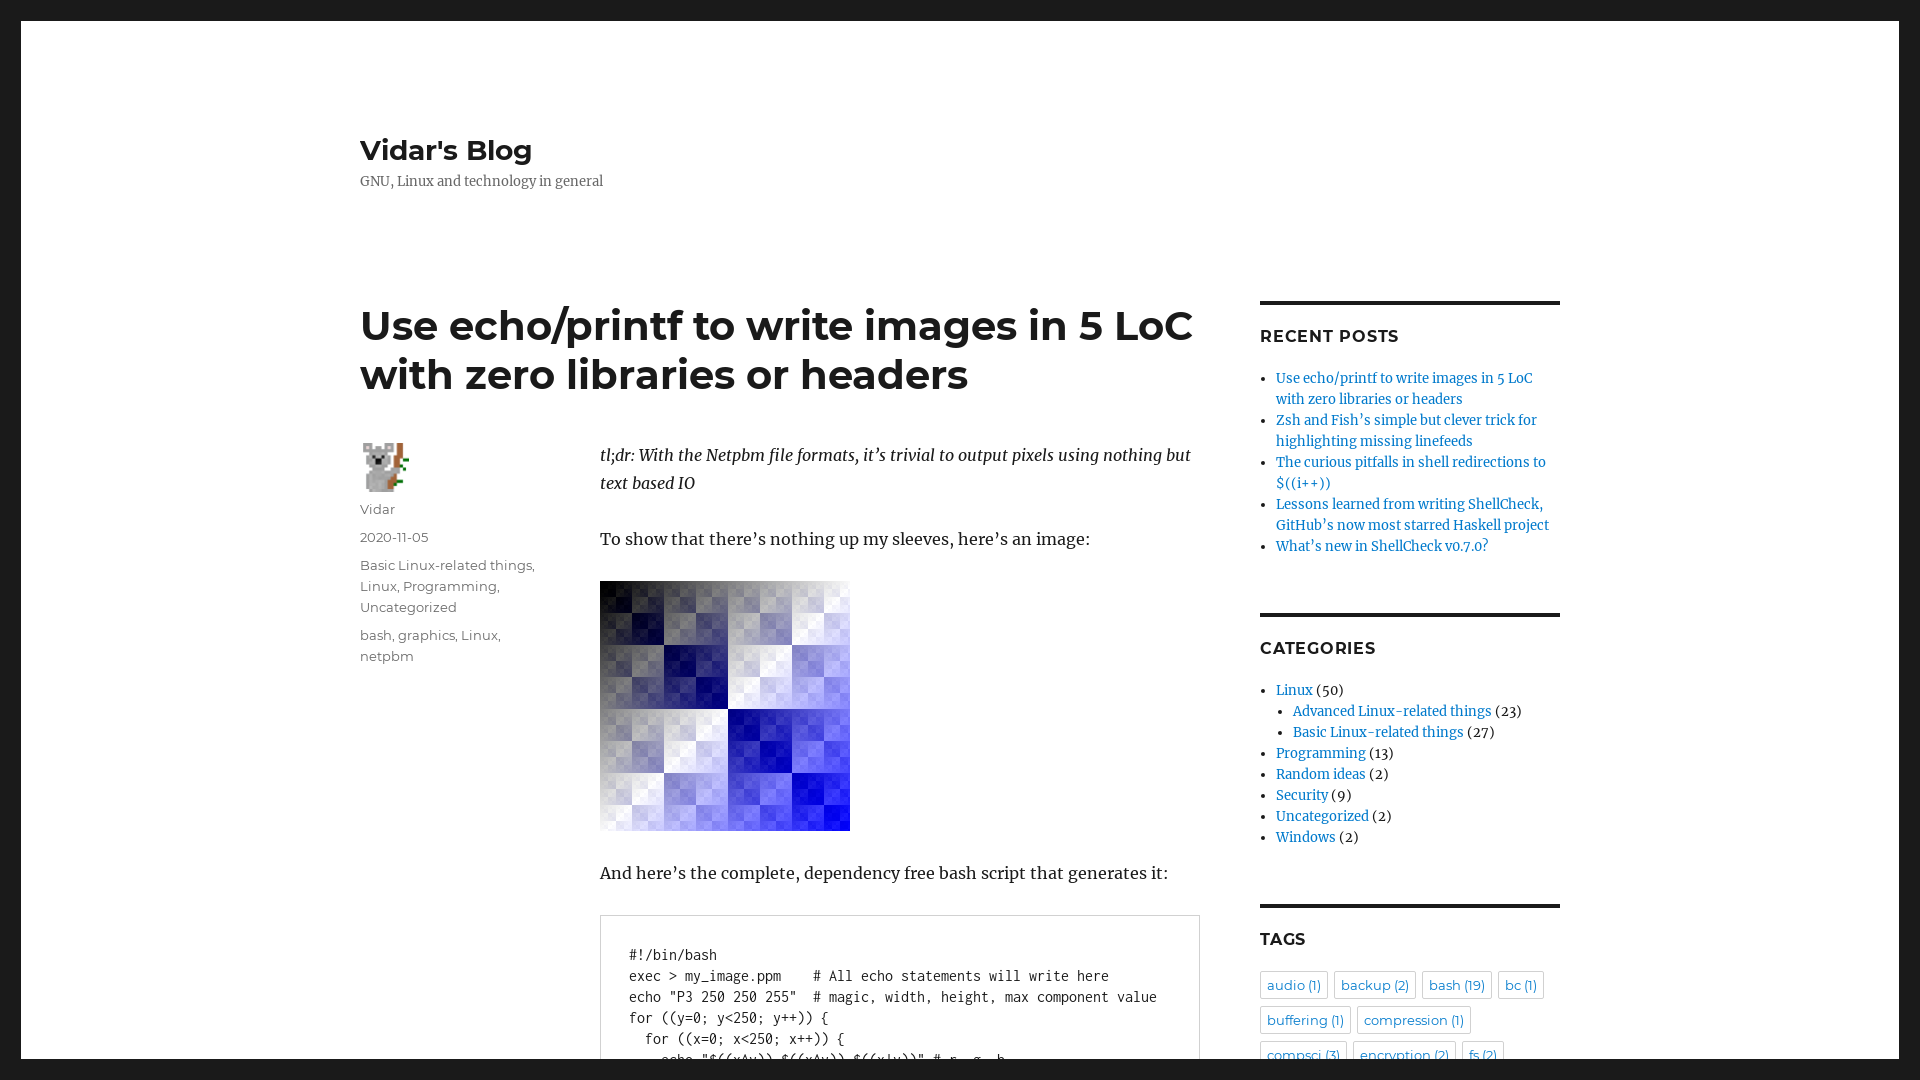 Vidar's Blog
GNU, Linux and technology in general
Use echo/printf to write images in 5 LoC
with zero libraries or headers
Vidar
2020-11-05
Basic Linux-related things,
Linux, Programming,
Uncategorized
bash, graphics, Linux,
netpbm
tl;dr: With the Netpbm file formats, it’s trivial to output pixels using nothing but
text based IO
To show that there’s nothing up my sleeves, here’s an image:
And here’s the complete, dependency free bash script that generates it:
#!/bin/bash
exec > my_image.ppm    # All echo statements will write here
echo "P3 250 250 255"  # magic, width, height, max component value
for ((y=0; y<250; y++)) {
  for ((x=0; x<250; x++)) {
    echo "$((x^y)) $((x^y)) $((x|y))" # r, g, b
RECENT POSTS
Use echo/printf to write images in 5 LoC
with zero libraries or headers
Zsh and Fish’s simple but clever trick for
highlighting missing linefeeds
The curious pitfalls in shell redirections to
$((i++))
Lessons learned from writing ShellCheck,
GitHub’s now most starred Haskell project
What’s new in ShellCheck v0.7.0?
CATEGORIES
Linux (50)
Advanced Linux-related things (23)
Basic Linux-related things (27)
Programming (13)
Random ideas (2)
Security (9)
Uncategorized (2)
Windows (2)
TAGS
audio (1) backup (2) bash (19) bc (1)
buffering (1) compression (1)
compsci (3) encryption (2) fs (2)